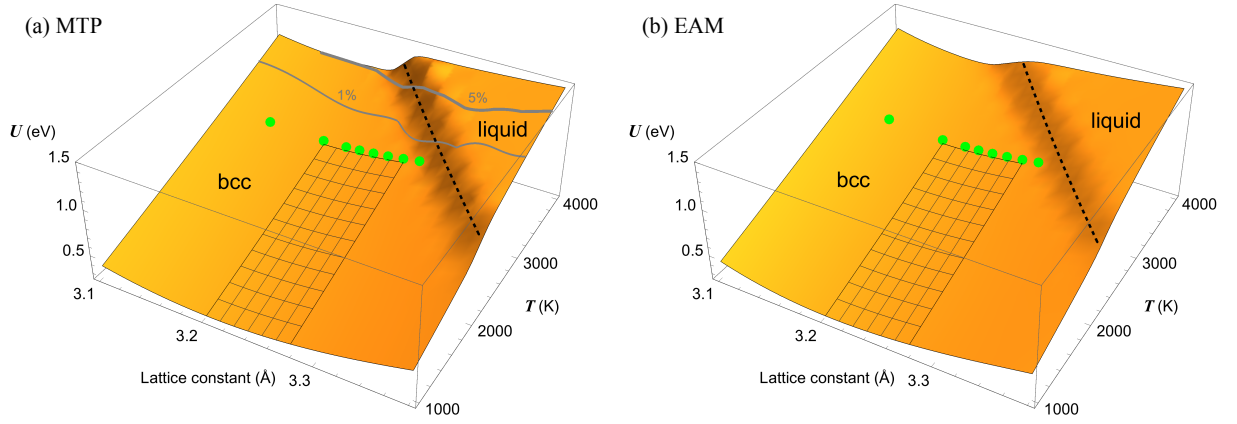 (a) MTP
1%
5%
liquid
bcc
U (eV)
1.5
1.0
0.5
3.1
3.2
3.3
Lattice constant (Å)
4000
3000
2000
1000
T (K)
(b) EAM
liquid
bcc
U (eV)
1.5
1.0
0.5
3.1
3.2
3.3
Lattice constant (Å)
4000
3000
2000
1000
T (K)